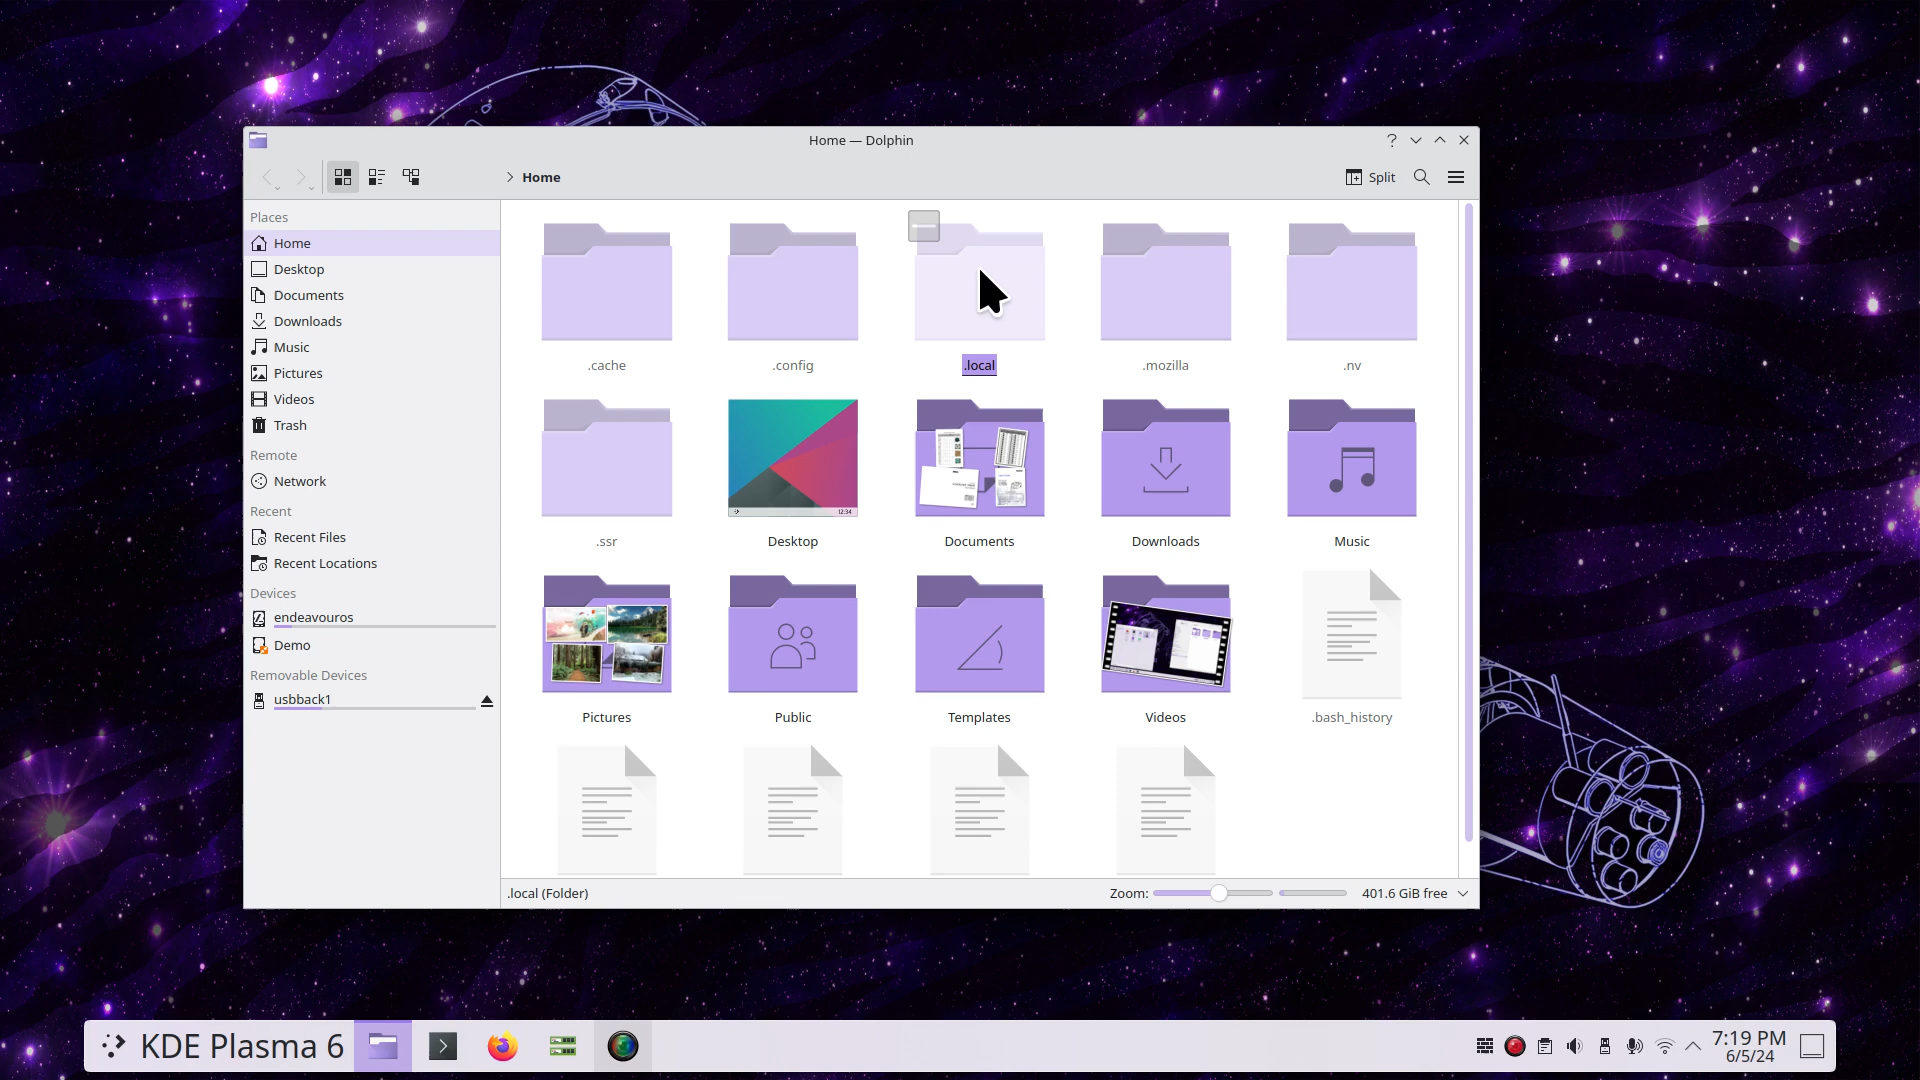 Home — Dolphin
Home
Split
Places
Home
Desktop
Documents
Downloads
Music
Pictures
Videos
Trash
Remote
Network
Recent
Recent Files
Recent Locations
Devices
endeavouros
Demo
Removable Devices
usbback1
.cache
.config
.local
.mozilla
.nv
.ssr
Desktop
Documents
Downloads
Music
12:34
Pictures
Public
Templates
Videos
.bash_history
.local (Folder)
Zoom:
401.6 GiB free
KDE Plasma 6
7:19 PM
6/5/24